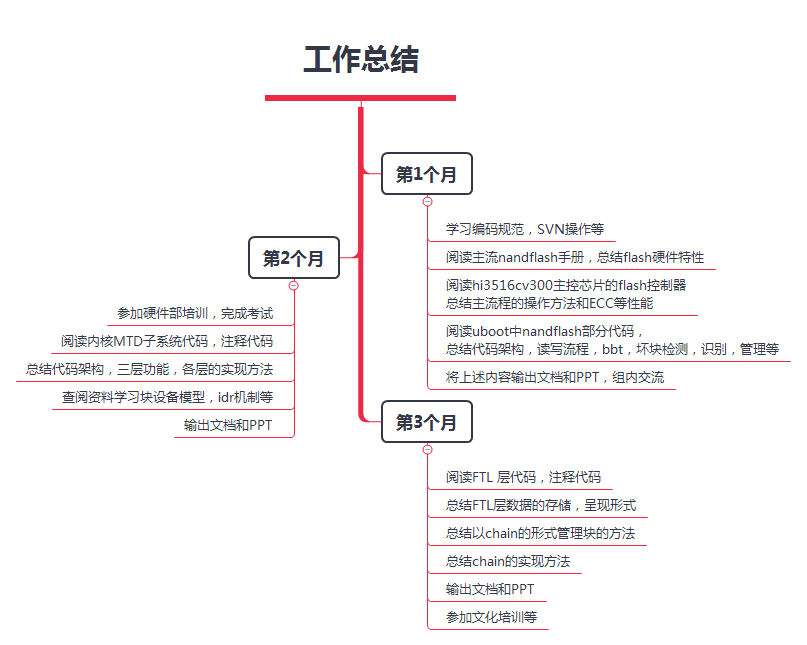 工作总结
第1个月
学习编码规范，SVN操作等
阅读主流nandflash手册，总结flash硬件特性
阅读hi3516cv300主控芯片的flash控制器
总结主流程的操作方法和ECC等性能
阅读uboot中nandflash部分代码，
总结代码架构，读写流程，bbt，坏块检测，识别，管理等
将上述内容输出文档和PPT，组内交流
第2个月
参加硬件部培训，完成考试
阅读内核MTD子系统代码，注释代码
总结代码架构，三层功能，各层的实现方法
查阅资料学习块设备模型，idr机制等
输出文档和PPT
第3个月
阅读FTL 层代码，注释代码
总结FTL层数据的存储，呈现形式
总结以chain的形式管理块的方法
总结chain的实现方法
输出文档和PPT
参加文化培训等